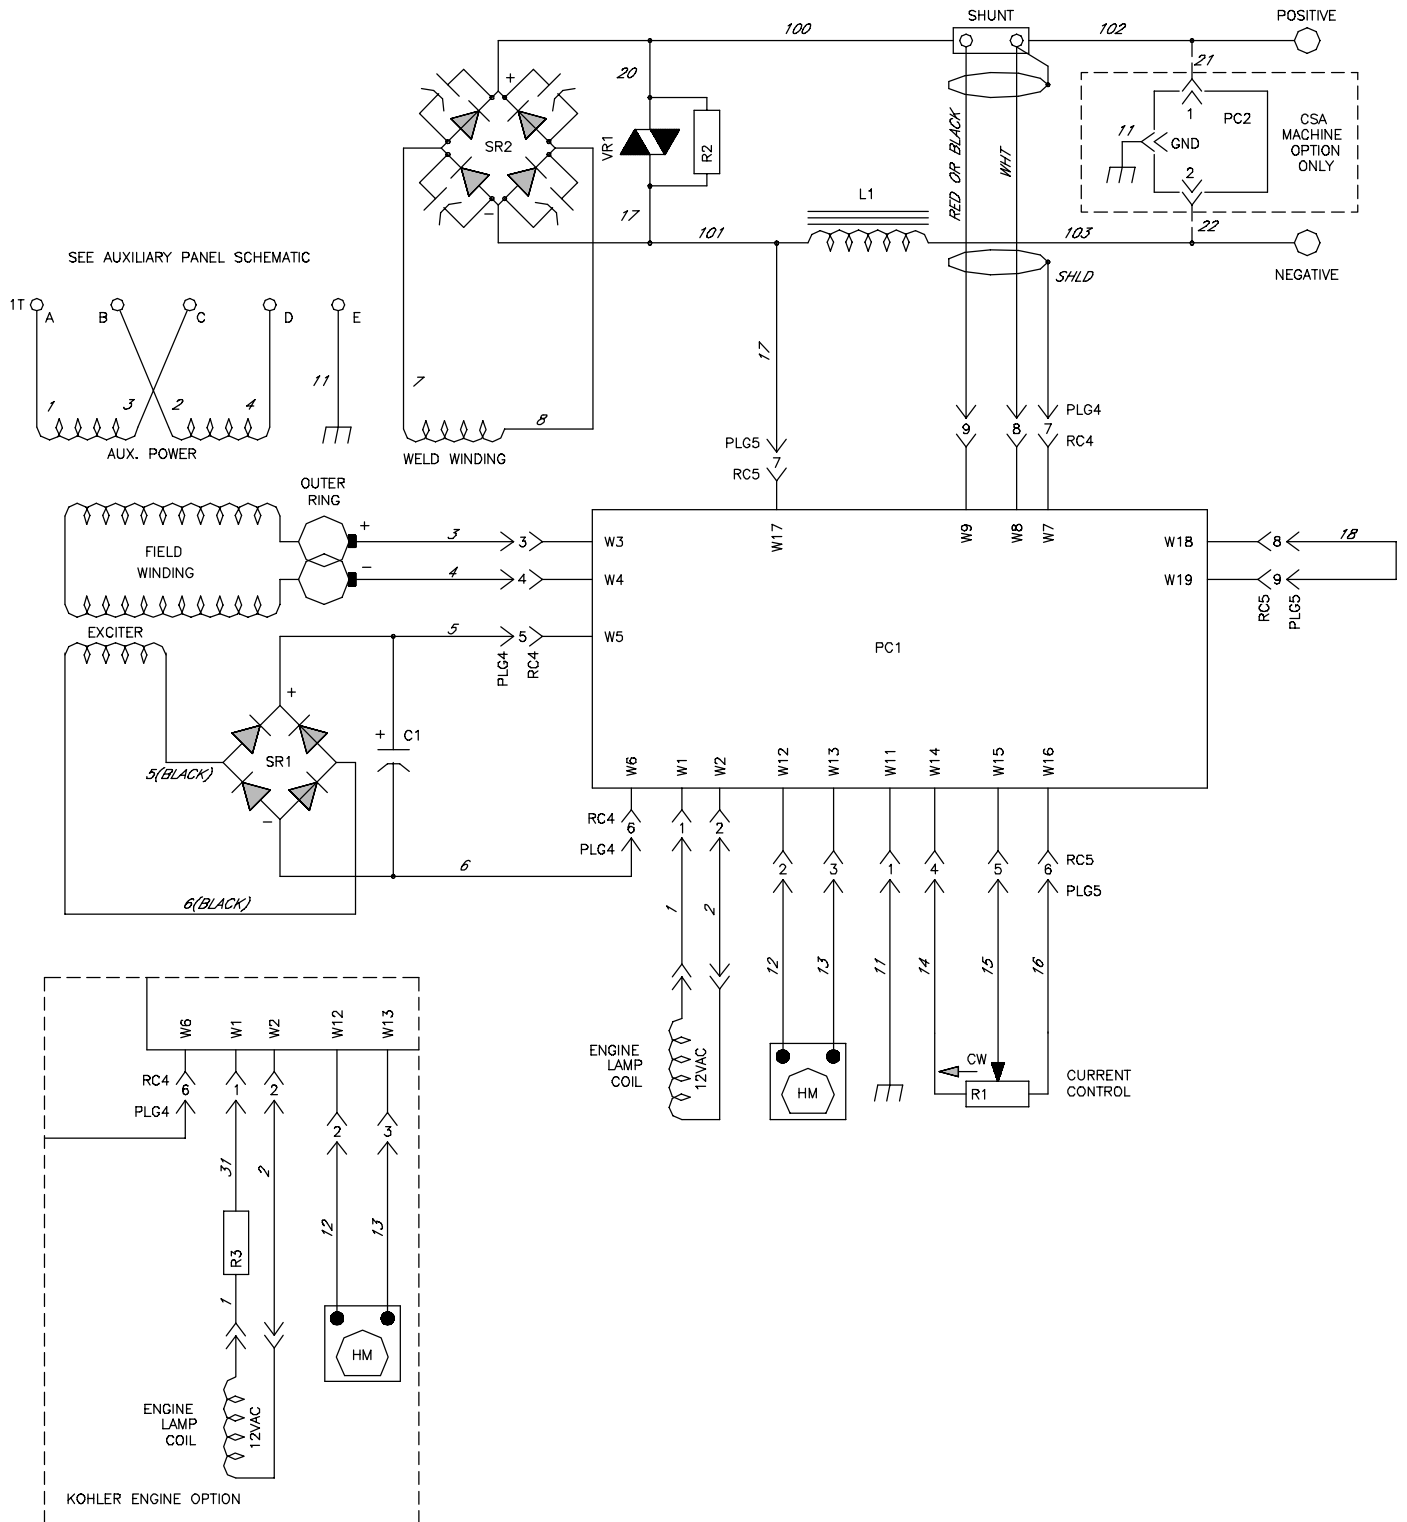 SHUNT
POSITIVE
100
102
20
+
21
SR2
VR1
R2
RED OR BLACK
WHT
1
PC2
11
GND
2
CSA
MACHINE
OPTION
ONLY
-
17
L1
101
103
22
SHLD
NEGATIVE
SEE AUXILIARY PANEL SCHEMATIC
1T
A
B
C
D
E
1
3
2
4
11
AUX. POWER
7
8
WELD WINDING
17
PLG5
7
RC5
9
8
7
PLG4
RC4
OUTER
RING
+
-
FIELD
WINDING
3
3
W3
4
4
W4
EXCITER
5
5
W5
PLG4
RC4
W17
W9
W8
W7
W18
8
18
W19
9
RC5
PLG5
PC1
+
SR1
-
+
C1
5(BLACK)
6(BLACK)
6
W6
W1
W2
W12
W13
W11
W14
W15
W16
RC4
6
PLG4
1
2
2
3
1
4
5
6
RC5
PLG5
1
2
12
13
11
14
15
16
ENGINE
LAMP
COIL
12VAC
HM
CW
R1
CURRENT
CONTROL
W6
W1
W2
W12
W13
RC4
6
PLG4
1
2
2
3
31
2
12
13
R3
1
HM
ENGINE
LAMP
COIL
12VAC
KOHLER ENGINE OPTION